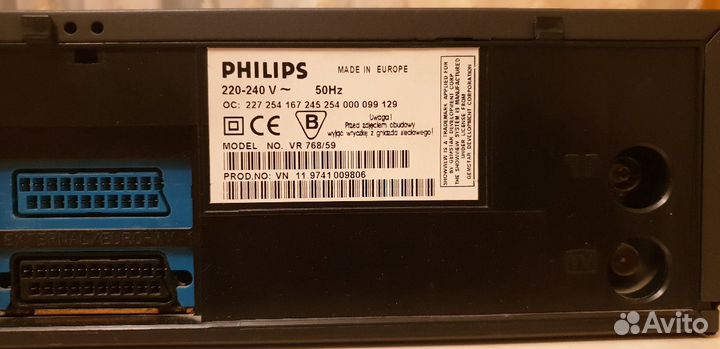 PHILIPS
MADE IN EUROPE
220-240 V ~ 50Hz
OC: 227 254 167 245 254 000 099 129
CE
B
Uwaga!
Przed zdjęciem obudowy
wyjąc wtyczkę z gniazda sieciowego!
MODEL NO. VR 768/59
PROD.NO: VN 11 9741 009806
SHOWVIEW IS A TRADEMARK APPLIED FOR
BY GEMSTAR DEVELOPMENT CORP.
THE SHOWVIEW SYSTEM IS MANUFACTURED
UNDER LICENSE FROM
GEMSTAR DEVELOPMENT CORPORATION
EXTERNAL/EURO
TV
Avito